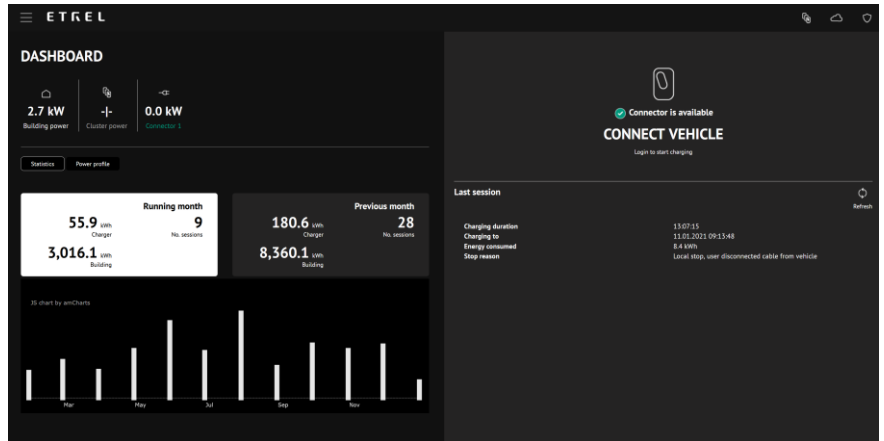 ETREL
DASHBOARD
2.7 kW
Building power
-|-
Cluster power
0.0 kW
Connector 1
Statistics
Power profile
Running month
55.9 kWh
Charger
9
No. sessions
3,016.1 kWh
Building
Previous month
180.6 kWh
Charger
28
No. sessions
8,360.1 kWh
Building
JS chart by amCharts
Mar May Jul Sep Nov
Connector is available
CONNECT VEHICLE
Login to start charging
Last session
Refresh
Charging duration 13:07:15
Charging to 11.01.2021 09:13:48
Energy consumed 8.4 kWh
Stop reason Local stop, user disconnected cable from vehicle